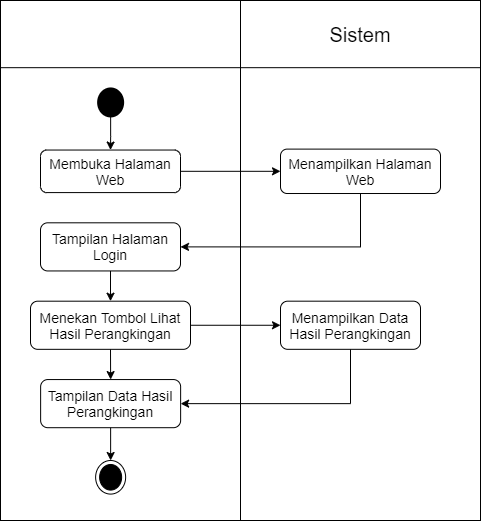 Sistem
Membuka Halaman
Web
Menampilkan Halaman
Web
Tampilan Halaman
Login
Menekan Tombol Lihat
Hasil Perangkingan
Menampilkan Data
Hasil Perangkingan
Tampilan Data Hasil
Perangkingan